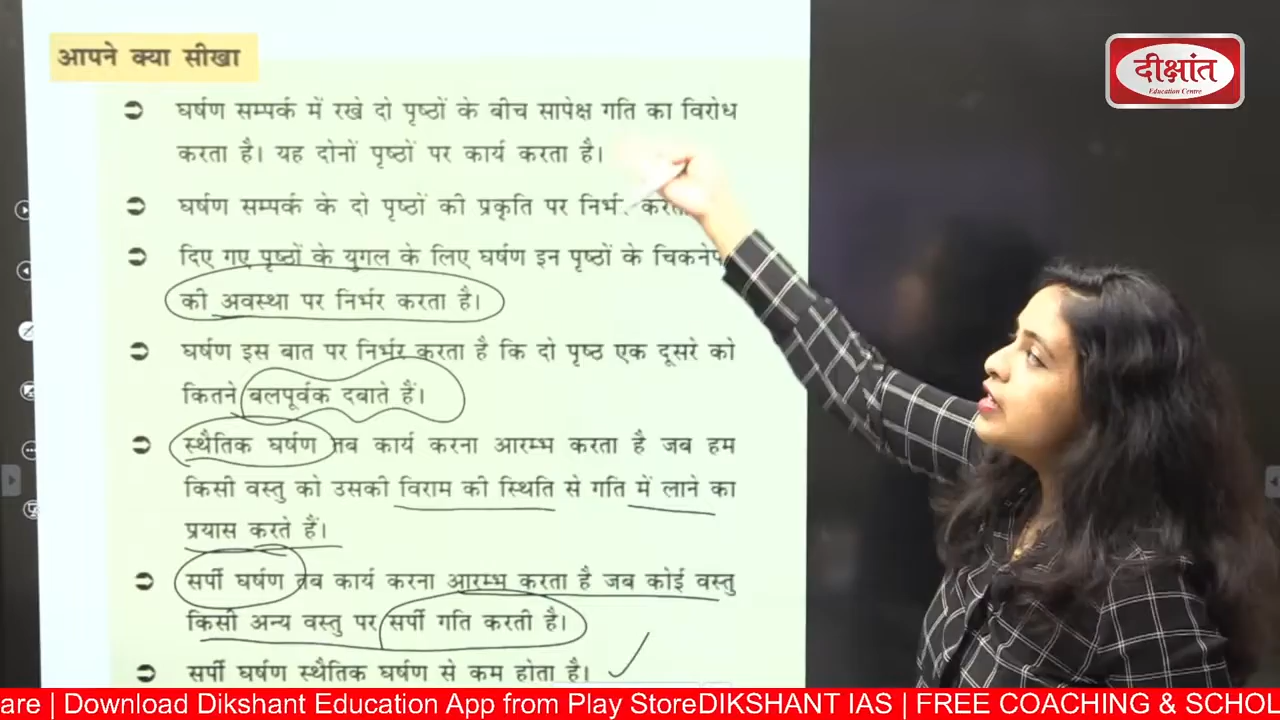 आपने क्या सीखा
दीक्षांत
Education Centre
घर्षण सम्पर्क में रखे दो पृष्ठों के बीच सापेक्ष गति का विरोध
करता है। यह दोनों पृष्ठों पर कार्य करता है।
घर्षण सम्पर्क के दो पृष्ठों की प्रकृति पर
दिए गए पृष्ठों के युगल के लिए घर्षण इन पृष्ठों के
की अवस्था पर निर्भर करता है।
घर्षण इस बात पर निर्भर करता है कि दो पृष्ठ एक दूसरे को
कितने बलपूर्वक दबाते हैं।
स्थैतिक घर्षण तब कार्य करना आरम्भ करता है जब हम
किसी वस्तु को उसकी विराम की स्थिति से गति में लाने का
प्रयास करते हैं।
सर्पी घर्षण तब कार्य करना आरम्भ करता है जब कोई वस्तु
किसी अन्य वस्तु पर सर्पी गति करती है।
सर्पी घर्षण स्थैतिक घर्षण से कम होता है।
are | Download Dikshant Education App from Play StoreDIKSHANT IAS | FREE COACHING & SCHOL